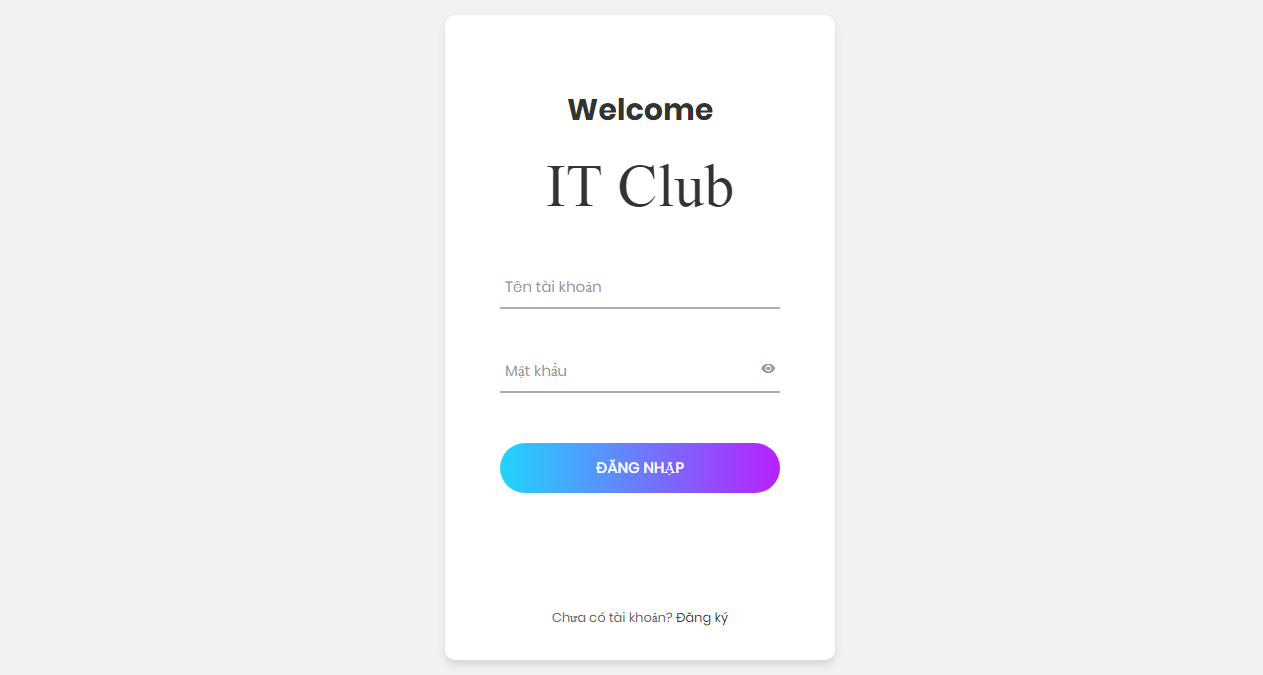 Welcome
IT Club
Tên tài khoản
Mật khẩu
ĐĂNG NHẬP
Chưa có tài khoản? Đăng ký